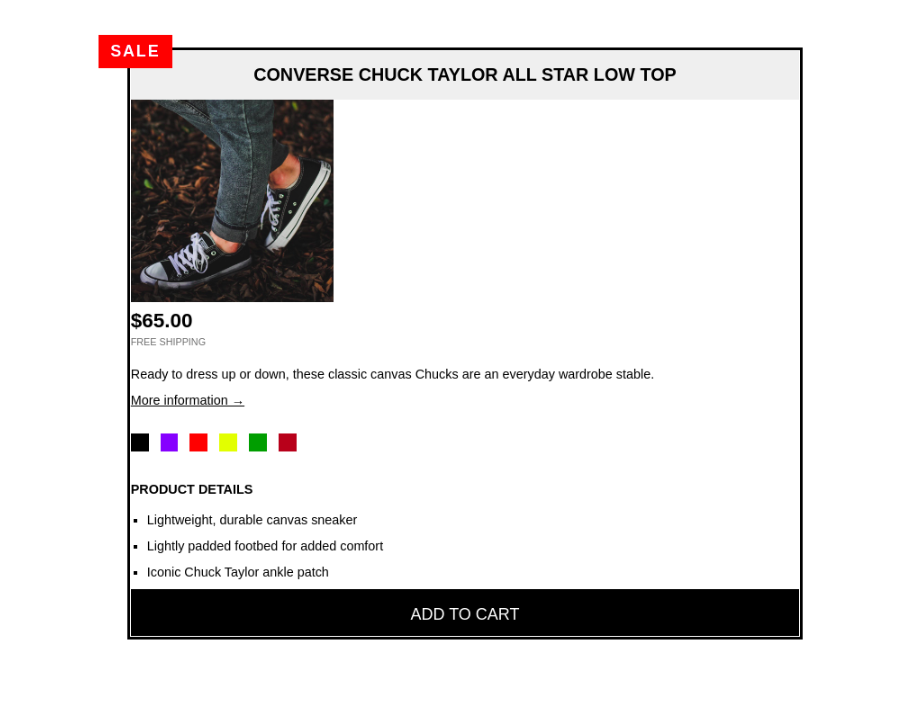 SALE
CONVERSE CHUCK TAYLOR ALL STAR LOW TOP
$65.00
FREE SHIPPING
Ready to dress up or down, these classic canvas Chucks are an everyday wardrobe stable.
More information →
PRODUCT DETAILS
Lightweight, durable canvas sneaker
Lightly padded footbed for added comfort
Iconic Chuck Taylor ankle patch
ADD TO CART